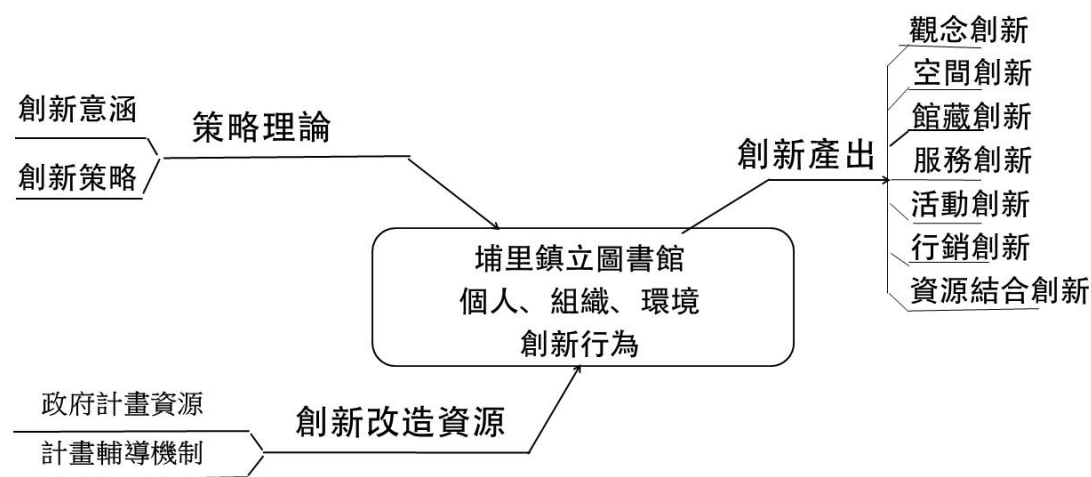 創新意涵
創新策略
策略理論
埔里鎮立圖書館
個人、組織、環境
創新行為
政府計畫資源
計畫輔導機制
創新改造資源
創新產出
觀念創新
空間創新
館藏創新
服務創新
活動創新
行銷創新
資源結合創新